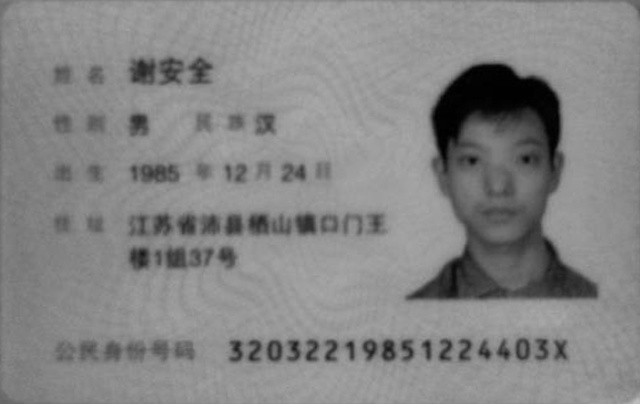 姓名 谢安全
性别 男 民族 汉
出生 1985 年 12 月 24 日
住址 江苏省沛县栖山镇口门王
楼1组37号
公民身份号码 32032219851224403X